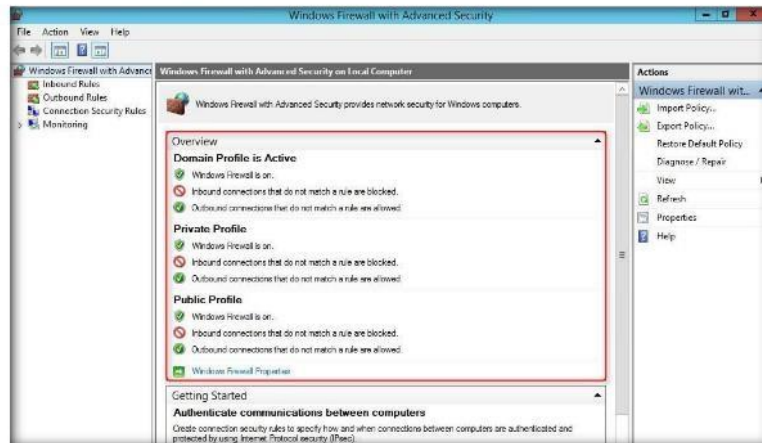 Windows Firewall with Advanced Security
File Action View Help
Windows Firewall with Advance
Inbound Rules
Outbound Rules
Connection Security Rules
Monitoring
Windows Firewall with Advanced Security on Local Computer
Windows Firewall with Advanced Security provides network security for Windows computers.
Overview
Domain Profile is Active
Windows Firewall is on.
Inbound connections that do not match a rule are blocked.
Outbound connections that do not match a rule are allowed.
Private Profile
Windows Firewall is on.
Inbound connections that do not match a rule are blocked.
Outbound connections that do not match a rule are allowed.
Public Profile
Windows Firewall is on.
Inbound connections that do not match a rule are blocked.
Outbound connections that do not match a rule are allowed.
Windows Firewall Properties
Getting Started
Authenticate communications between computers
Create connection security rules to specify how and when connections between computers are authenticated and
protected by using Internet Protocol security (IPsec).
Actions
Windows Firewall wit...
Import Policy...
Export Policy...
Restore Default Policy
Diagnose / Repair
View
Refresh
Properties
Help